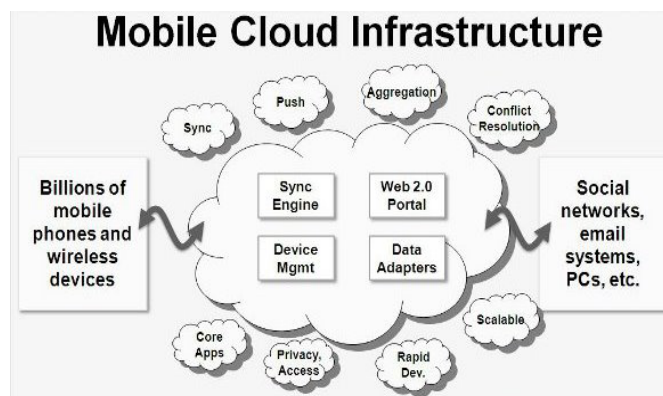 Mobile Cloud Infrastructure
Aggregation
Push
Conflict
Resolution
Sync
Billions of
mobile
phones and
wireless
devices
Sync
Engine
Web 2.0
Portal
Device
Mgmt
Data
Adapters
Social
networks,
email
systems,
PCs, etc.
Core
Apps
Privacy,
Access
Rapid
Dev.
Scalable